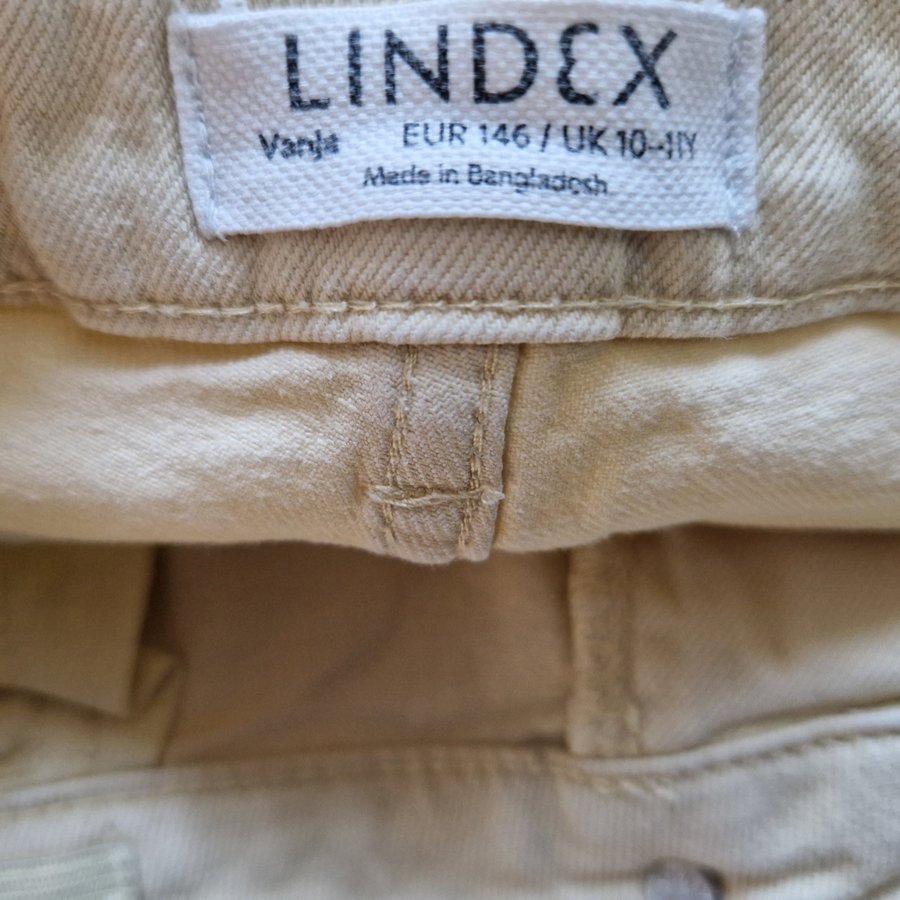 LINDEX
Vanja EUR 146 / UK 10-11Y
Made in Bangladesh